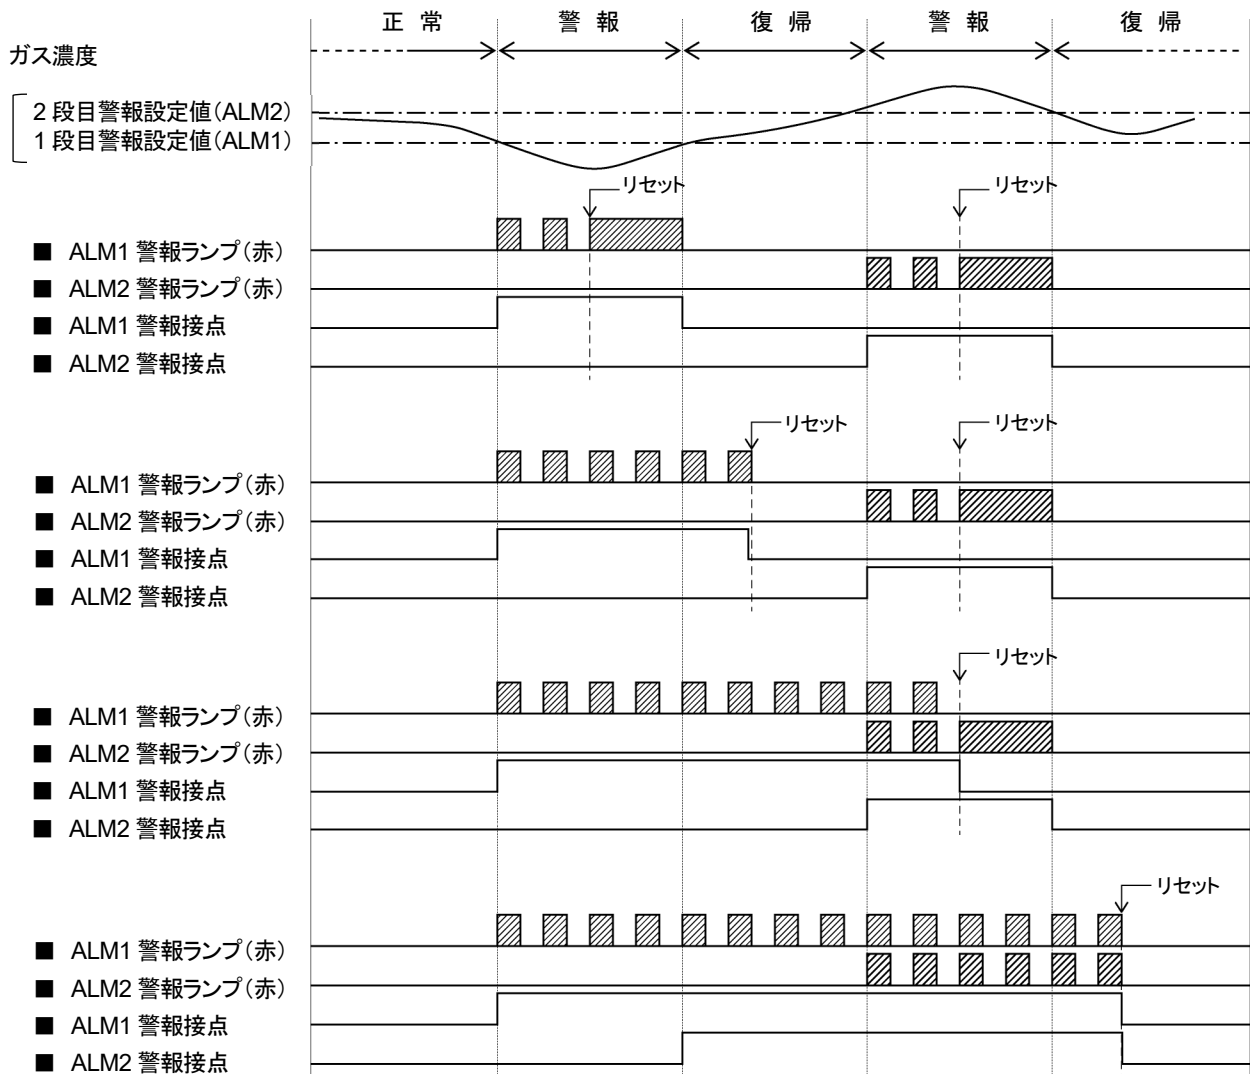 正 常
警 報
復 帰
警 報
復 帰
ガス濃度
2 段目警報設定値(ALM2)
1 段目警報設定値(ALM1)
リセット
リセット
■ ALM1 警報ランプ(赤)
■ ALM2 警報ランプ(赤)
■ ALM1 警報接点
■ ALM2 警報接点
リセット
リセット
■ ALM1 警報ランプ(赤)
■ ALM2 警報ランプ(赤)
■ ALM1 警報接点
■ ALM2 警報接点
リセット
■ ALM1 警報ランプ(赤)
■ ALM2 警報ランプ(赤)
■ ALM1 警報接点
■ ALM2 警報接点
リセット
■ ALM1 警報ランプ(赤)
■ ALM2 警報ランプ(赤)
■ ALM1 警報接点
■ ALM2 警報接点